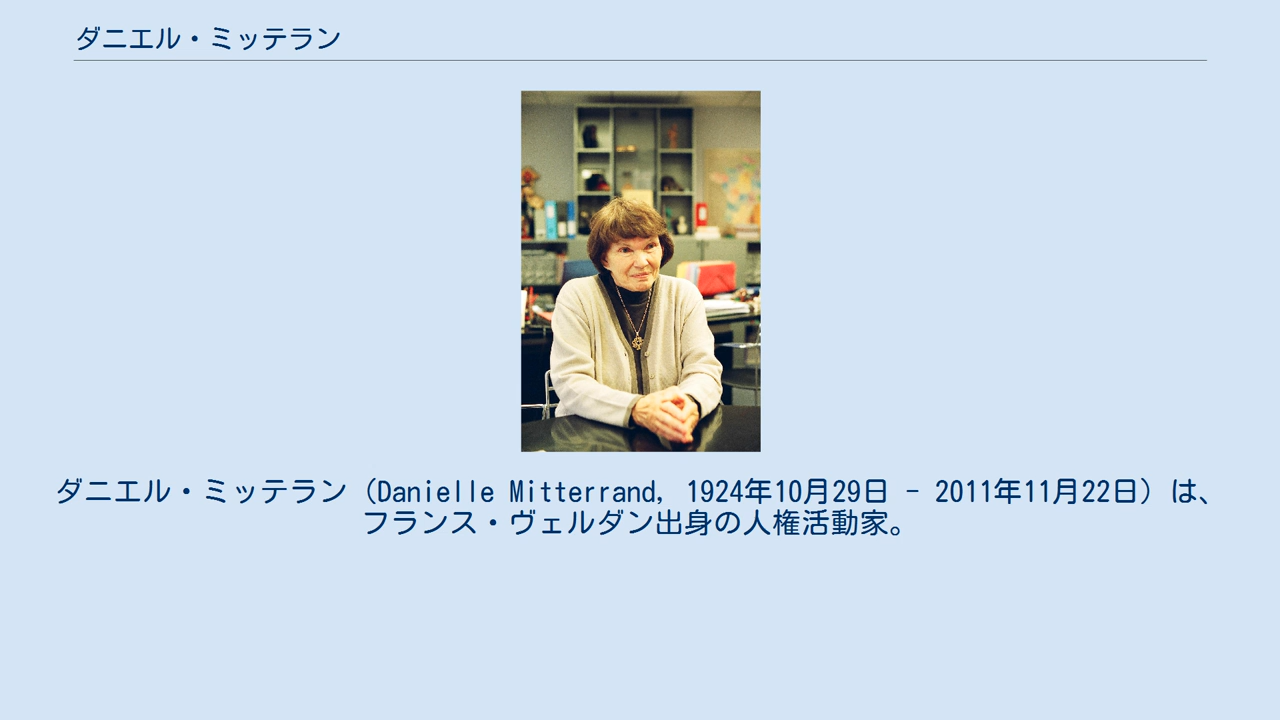 ダニエル・ミッテラン
ダニエル・ミッテラン（Danielle Mitterrand, 1924年10月29日 - 2011年11月22日）は、
フランス・ヴェルダン出身の人権活動家。